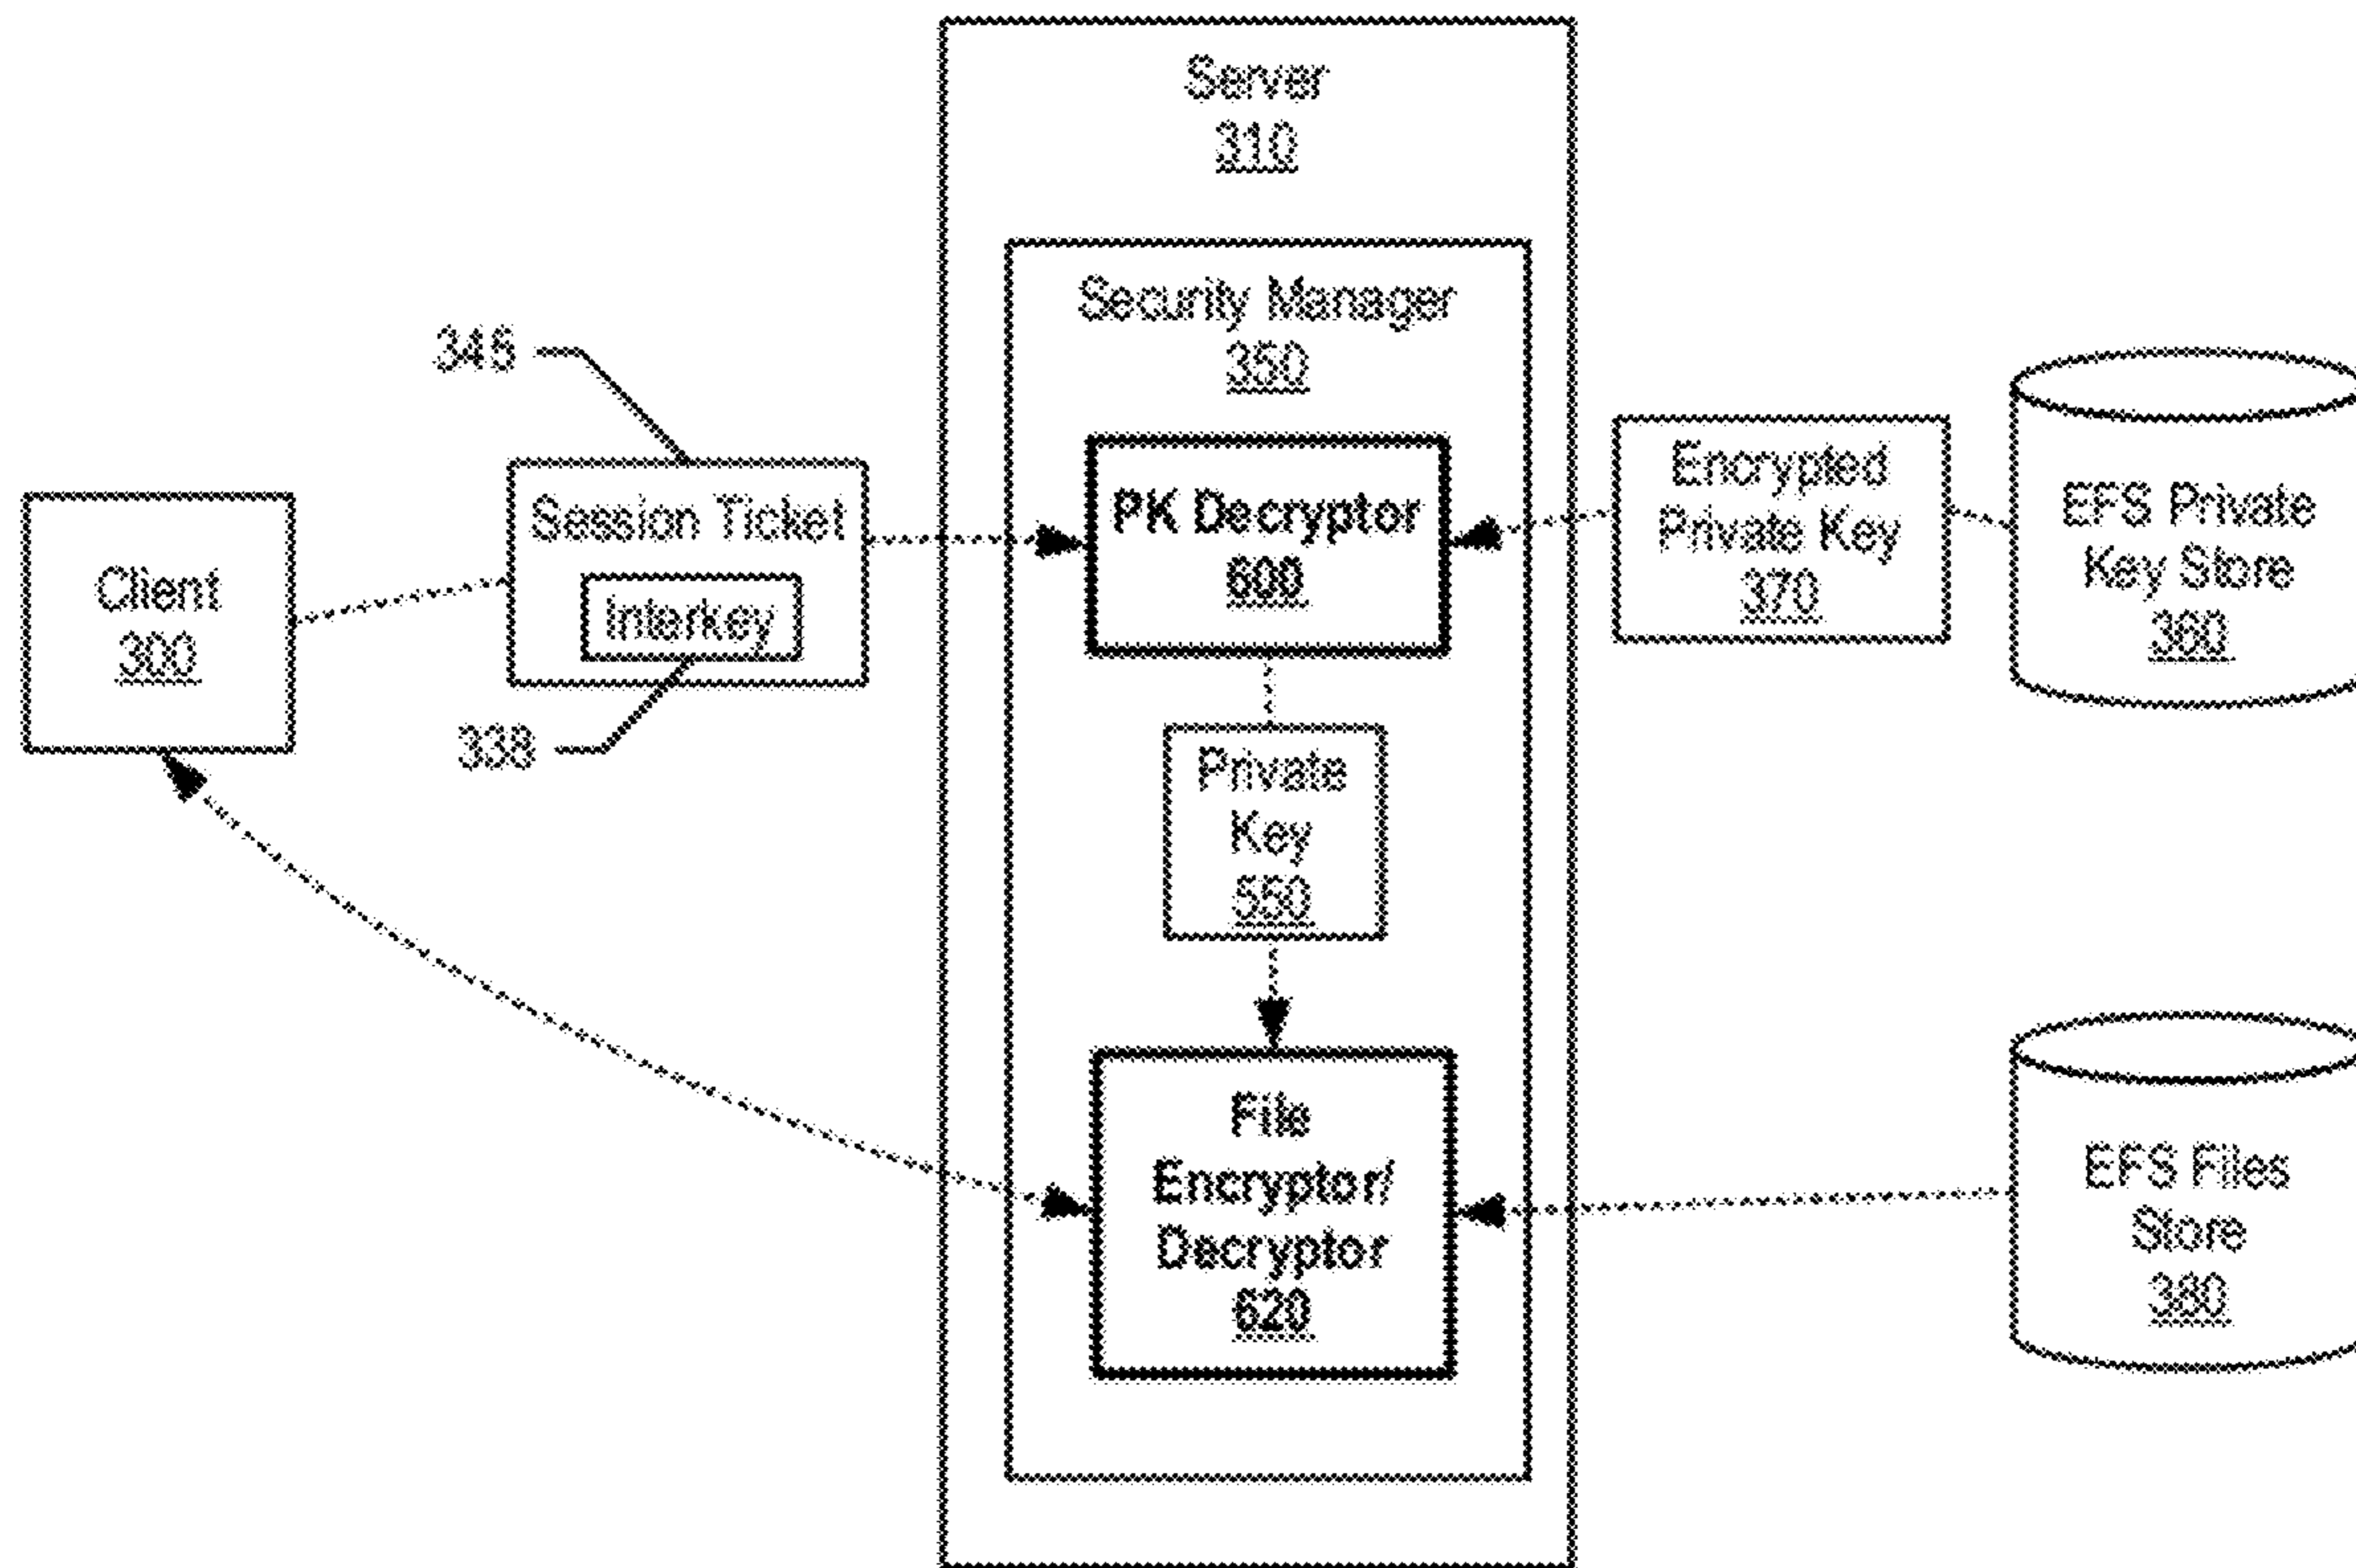 Server
310
Security Manager
350
345
Session Ticket
Interkey
338
Client
300
PK Decryptor
600
Encrypted
Private Key
370
EFS Private
Key Store
360
Private
Key
550
File
Encryptor/
Decryptor
620
EFS Files
Store
380